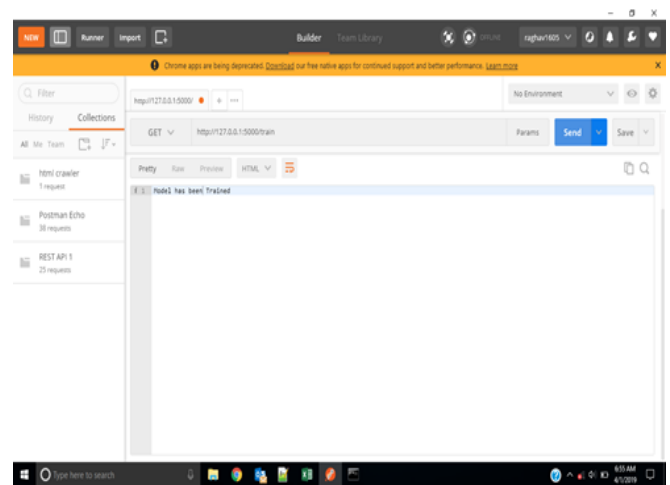 NEW Runner Import Builder Team Library OFFLINE raghav1605
Chrome apps are being deprecated. Download our free native apps for continued support and better performance. Learn more X
Filter
History Collections
All Me Team
html crawler
1 request
Postman Echo
38 requests
REST API 1
25 requests
http://127.0.0.1:5000/ + ···
No Environment
GET http://127.0.0.1:5000/train Params Send Save
Pretty Raw Preview HTML
i 1 Model has been Trained
Type here to search
6:55 AM
4/1/2019